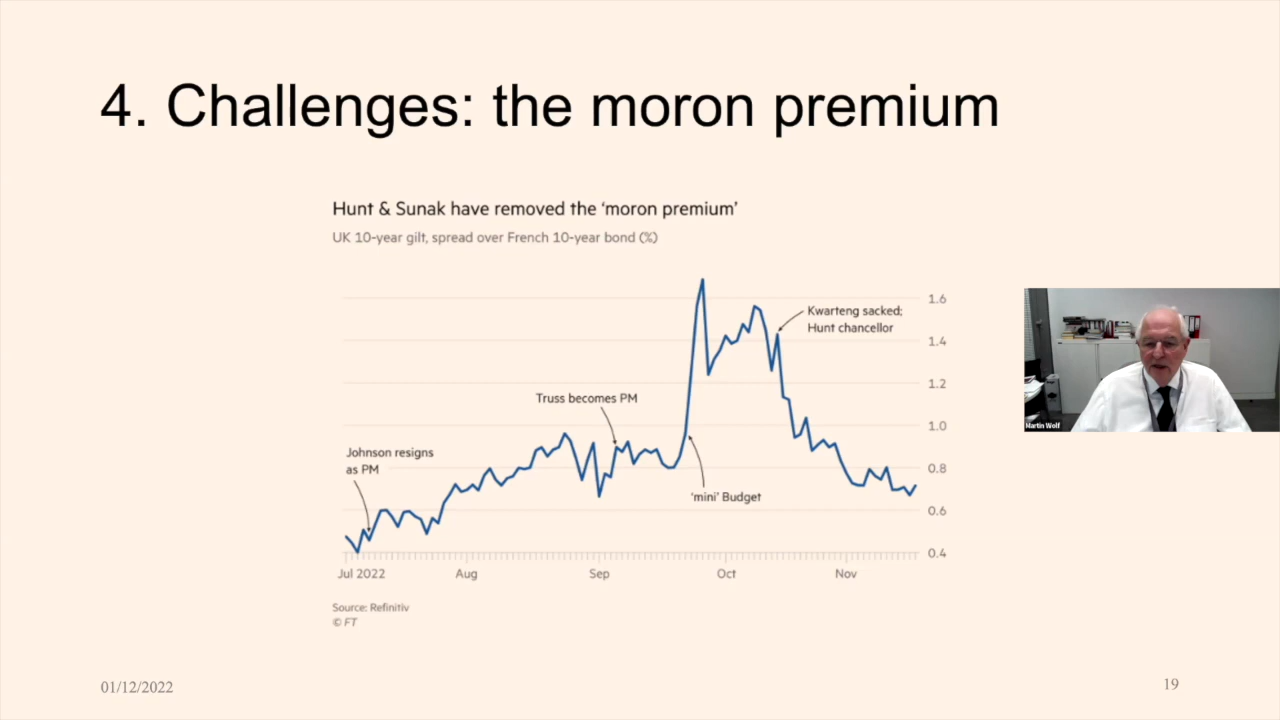 4. Challenges: the moron premium
Hunt & Sunak have removed the ‘moron premium’
UK 10-year gilt, spread over French 10-year bond (%)
1.6
Kwarteng sacked;
Hunt chancellor
1.4
1.2
Truss becomes PM
1.0
Johnson resigns
as PM
0.8
‘mini’ Budget
0.6
0.4
Jul 2022 Aug Sep Oct Nov
Source: Refinitiv
© FT
Martin Wolf
01/12/2022
19